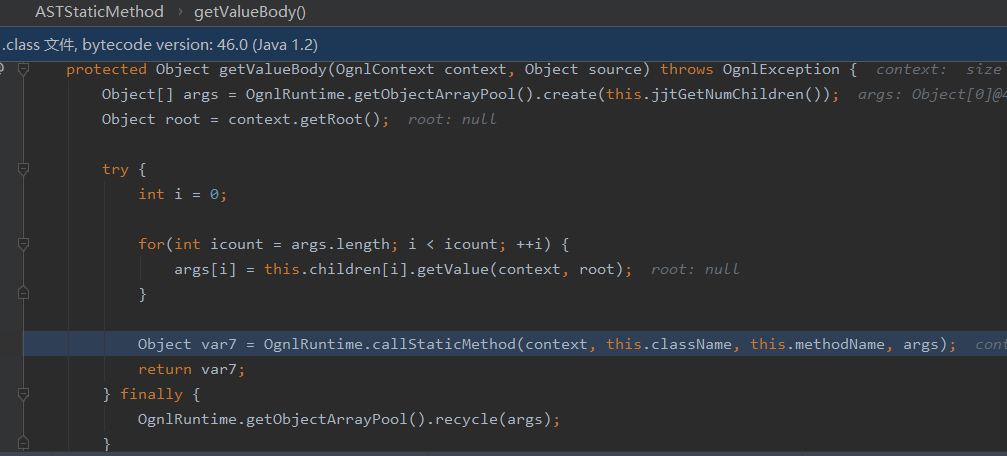 ASTStaticMethod › getValueBody()
.class 文件, bytecode version: 46.0 (Java 1.2)
protected Object getValueBody(OgnlContext context, Object source) throws OgnlException { context: size
Object[] args = OgnlRuntime.getObjectArrayPool().create(this.jjtGetNumChildren()); args: Object[0]@4
Object root = context.getRoot(); root: null
try {
int i = 0;
for(int icount = args.length; i < icount; ++i) {
args[i] = this.children[i].getValue(context, root); root: null
}
Object var7 = OgnlRuntime.callStaticMethod(context, this.className, this.methodName, args); cont
return var7;
} finally {
OgnlRuntime.getObjectArrayPool().recycle(args);
}